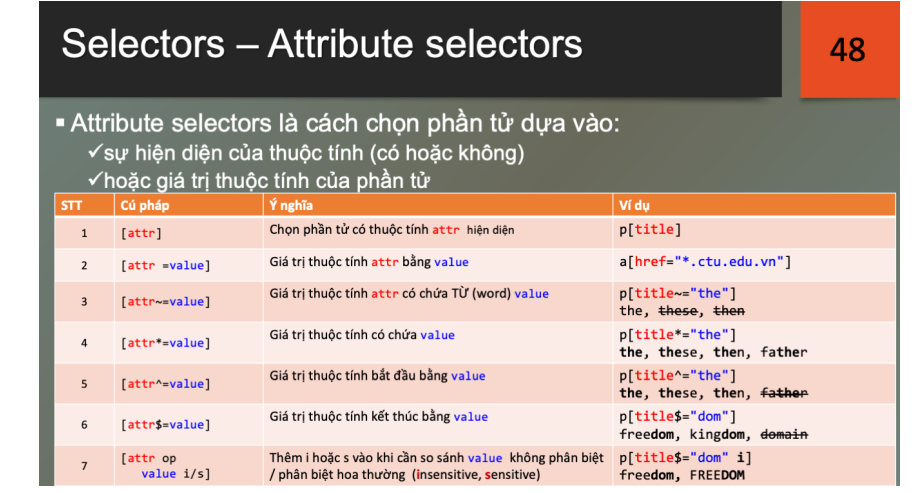 Selectors – Attribute selectors
48
▪ Attribute selectors là cách chọn phần tử dựa vào:
✓sự hiện diện của thuộc tính (có hoặc không)
✓hoặc giá trị thuộc tính của phần tử
STT Cú pháp Ý nghĩa Ví dụ
1 [attr] Chọn phần tử có thuộc tính attr hiện diện p[title]
2 [attr =value] Giá trị thuộc tính attr bằng value a[href="*.ctu.edu.vn"]
3 [attr~=value] Giá trị thuộc tính attr có chứa TỪ (word) value p[title~="the"]
the, these, then
4 [attr*=value] Giá trị thuộc tính có chứa value p[title*="the"]
the, these, then, father
5 [attr^=value] Giá trị thuộc tính bắt đầu bằng value p[title^="the"]
the, these, then, father
6 [attr$=value] Giá trị thuộc tính kết thúc bằng value p[title$="dom"]
freedom, kingdom, domain
7 [attr op Thêm i hoặc s vào khi cần so sánh value không phân biệt p[title$="dom" i]
value i/s] / phân biệt hoa thường (insensitive, sensitive) freedom, FREEDOM